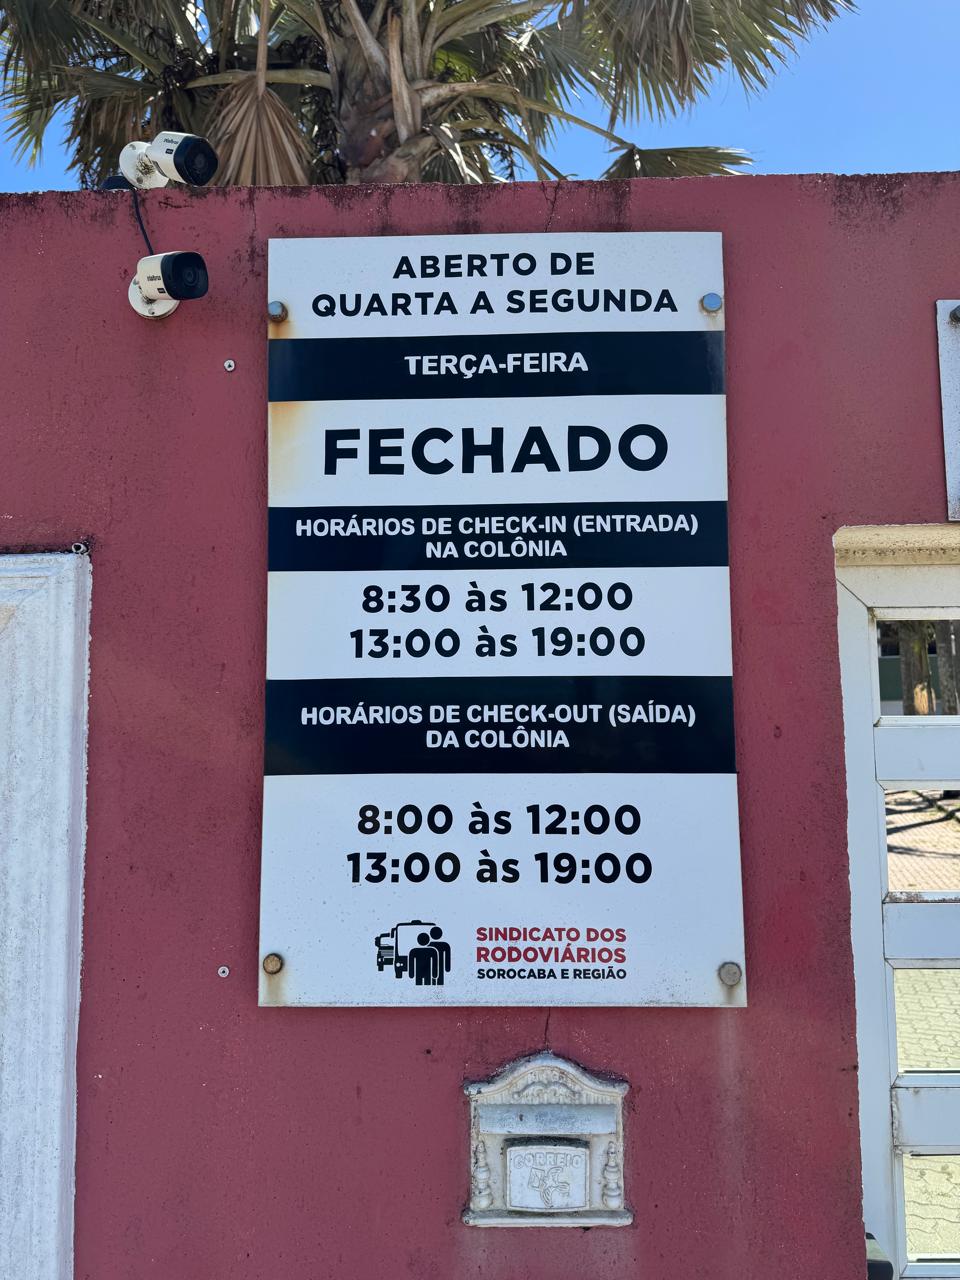 ABERTO DE
QUARTA A SEGUNDA
TERÇA-FEIRA
FECHADO
HORÁRIOS DE CHECK-IN (ENTRADA)
NA COLÔNIA
8:30 às 12:00
13:00 às 19:00
HORÁRIOS DE CHECK-OUT (SAÍDA)
DA COLÔNIA
8:00 às 12:00
13:00 às 19:00
SINDICATO DOS
RODOVIÁRIOS
SOROCABA E REGIÃO
CORREIO